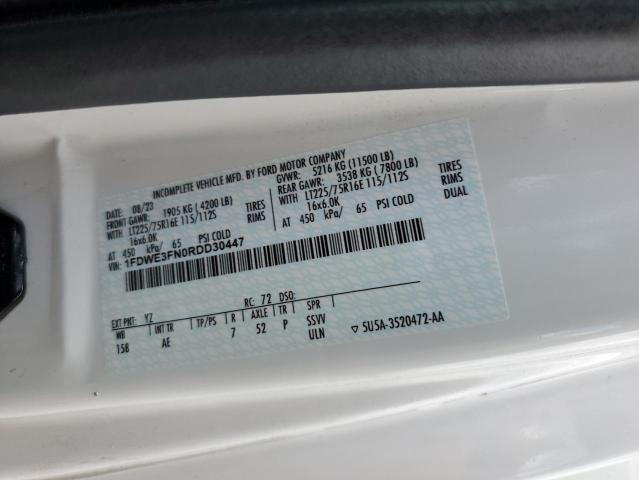 INCOMPLETE VEHICLE MFD. BY FORD MOTOR COMPANY
08/23 GVWR: 5216 KG (11500 LB)
FRONT GAWR: 1905 KG (4200 LB) REAR GAWR: 3538 KG (7800 LB)
WITH LT225/75R16E 115/112S TIRES WITH LT225/75R16E 115/112S TIRES
16x6.0K RIMS 16x6.0K RIMS
AT 450 kPa/ 65 PSI COLD AT 450 kPa/ 65 PSI COLD DUAL
VIN: 1FDWE3FN0RDD30447
EXT PNT: YZ RC: 72 DSO:
WB INT TR TP/PS R AXLE TR SPR
158 AE 7 52 P SSVV
ULN ▽ 5U5A-3520472-AA